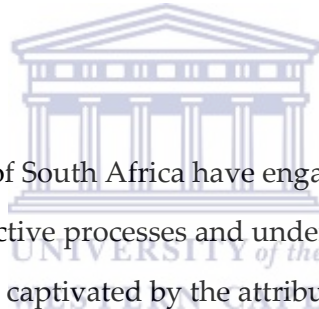 of South Africa have enga
ctive processes and unde
UNIVERSITY of the
captivated by the attribu
WESTERN CAPE